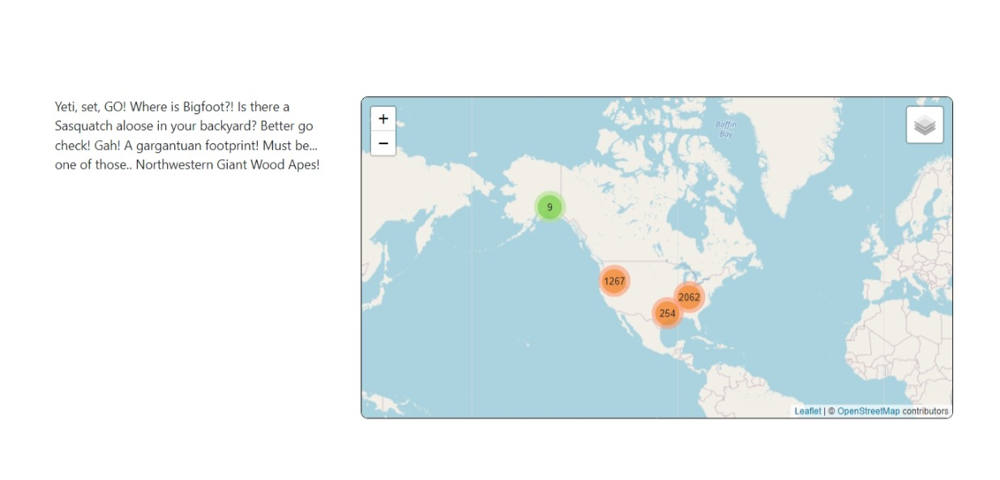 Yeti, set, GO! Where is Bigfoot?! Is there a
Sasquatch aloose in your backyard? Better go
check! Gah! A gargantuan footprint! Must be...
one of those.. Northwestern Giant Wood Apes!
+
−
Baffin
Bay
9
1267
2062
254
Leaflet | © OpenStreetMap contributors